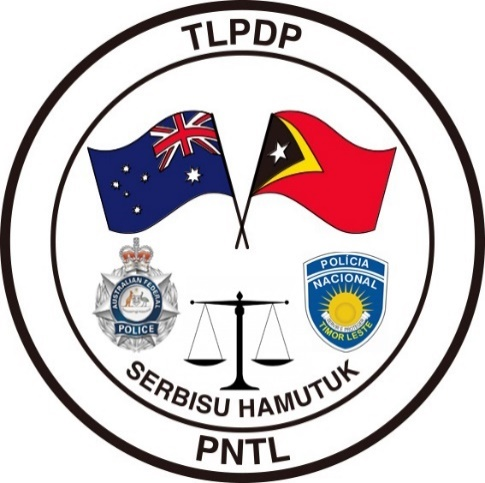 TLPDP
AUSTRALIAN FEDERAL
POLICE
POLÍCIA
NACIONAL
TIMOR LESTE
SERBISU HAMUTUK
PNTL